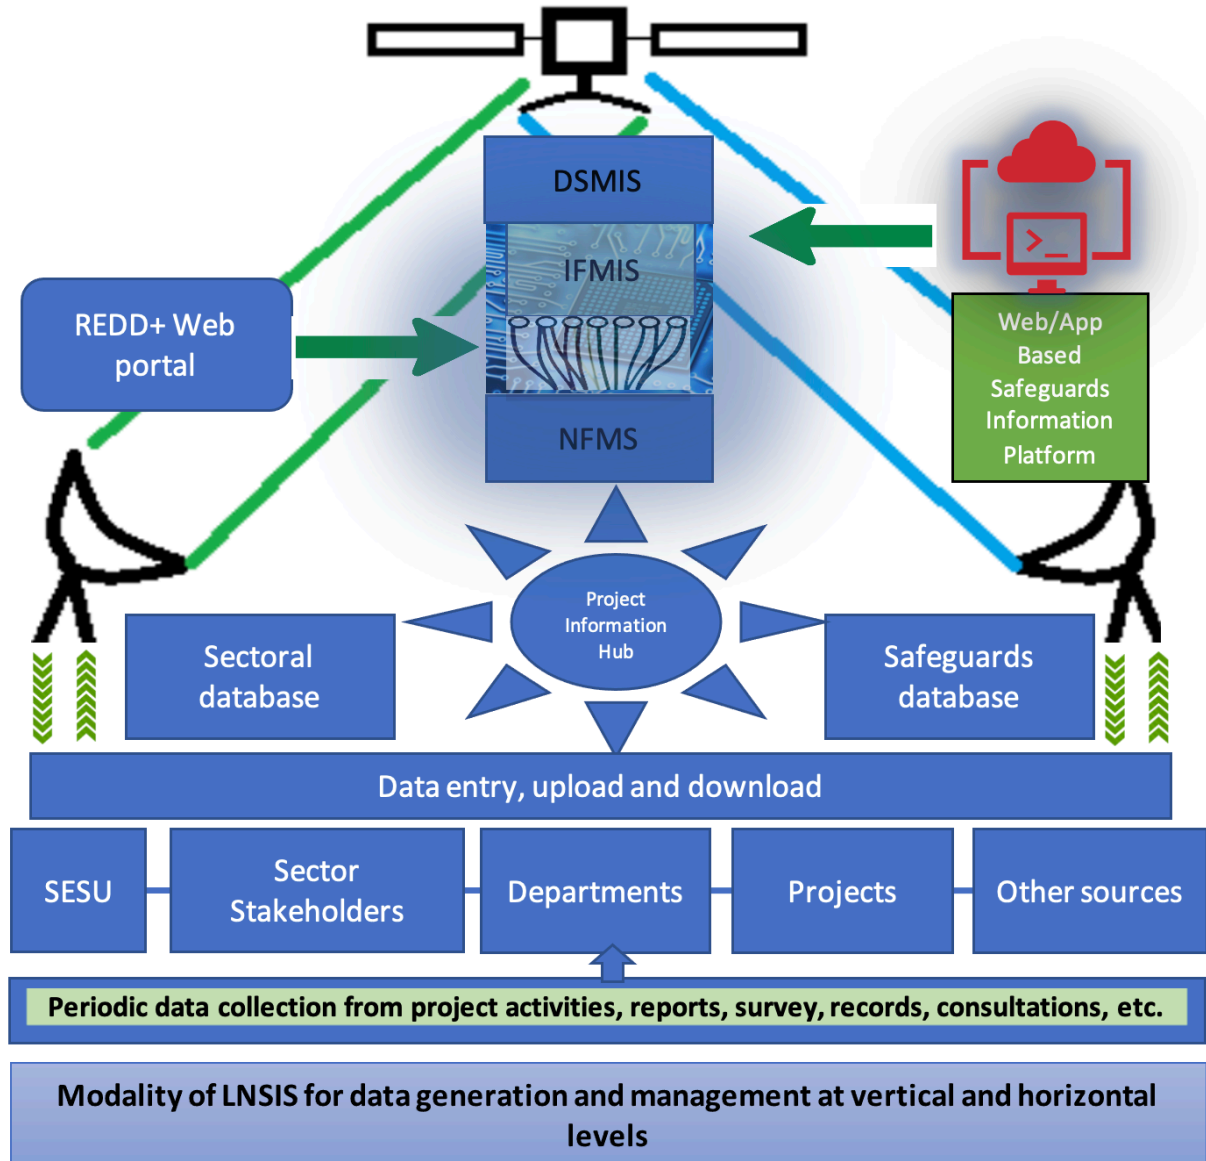 DSMIS
IFMIS
NFMS
REDD+ Web
portal
Web/App
Based
Safeguards
Information
Platform
>_
Project
Information
Hub
Sectoral
database
Safeguards
database
Data entry, upload and download
SESU
Sector
Stakeholders
Departments
Projects
Other sources
Periodic data collection from project activities, reports, survey, records, consultations, etc.
Modality of LNSIS for data generation and management at vertical and horizontal
levels